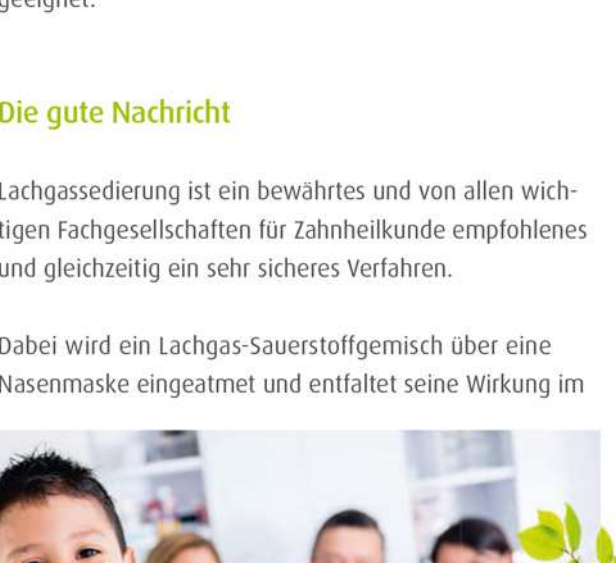 geeignet.
Die gute Nachricht
Lachgassedierung ist ein bewährtes und von allen wich-
tigen Fachgesellschaften für Zahnheilkunde empfohlenes
und gleichzeitig ein sehr sicheres Verfahren.
Dabei wird ein Lachgas-Sauerstoffgemisch über eine
Nasenmaske eingeatmet und entfaltet seine Wirkung im